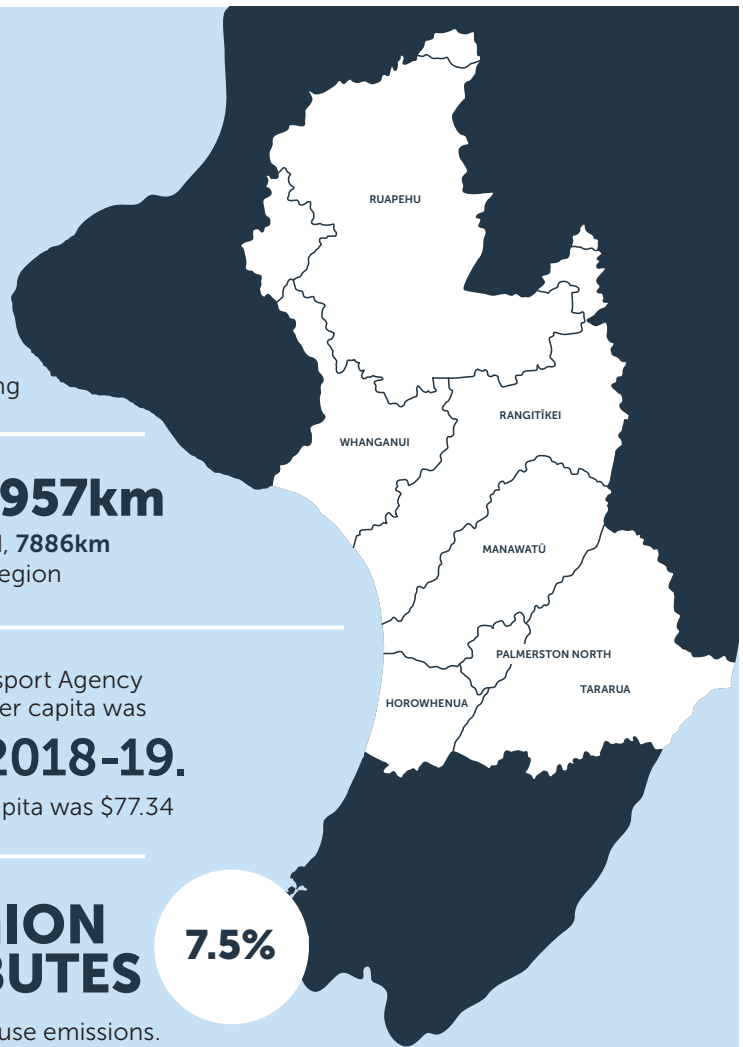 RUAPEHU
ng
RANGITĪKEI
WHANGANUI
957km
, 7886km
egion
MANAWATŪ
PALMERSTON NORTH
sport Agency
TARARUA
er capita was
HOROWHENUA
2018-19.
pita was $77.34
ION
7.5%
BUTES
use emissions.